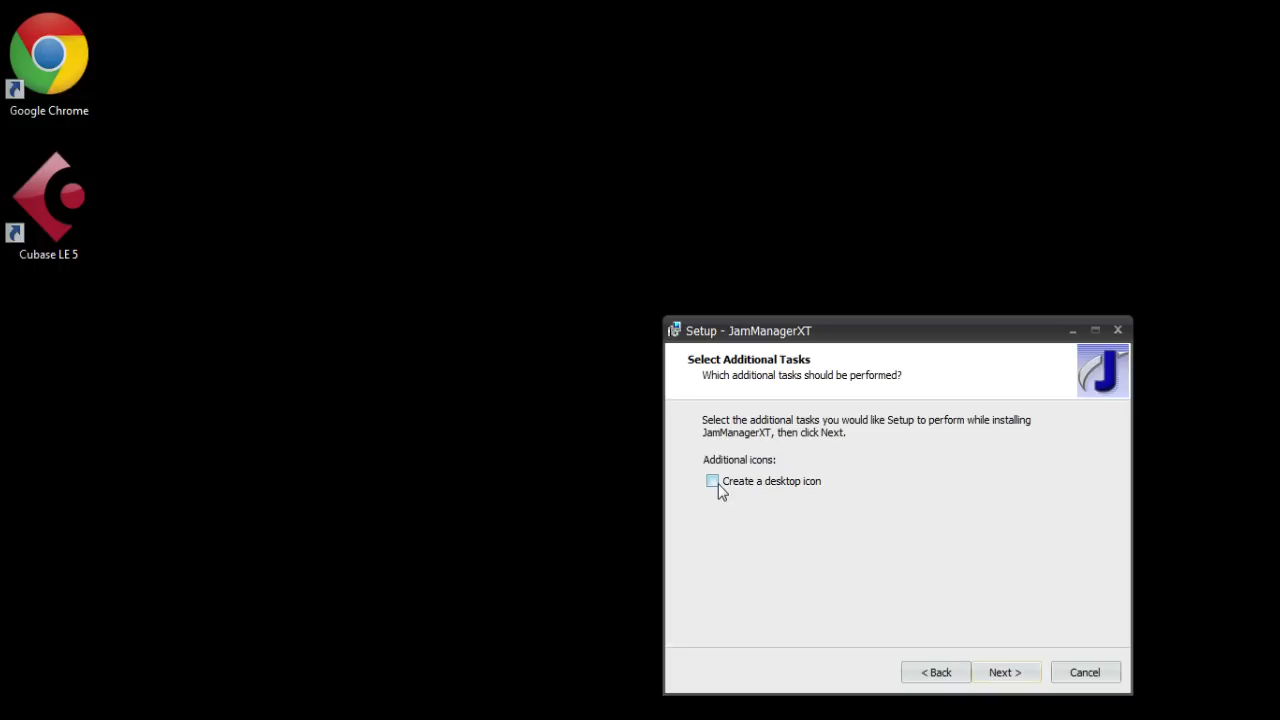 Google Chrome
Cubase LE 5
Setup - JamManagerXT
Select Additional Tasks
Which additional tasks should be performed?
Select the additional tasks you would like Setup to perform while installing
JamManagerXT, then click Next.
Additional icons:
Create a desktop icon
< Back
Next >
Cancel